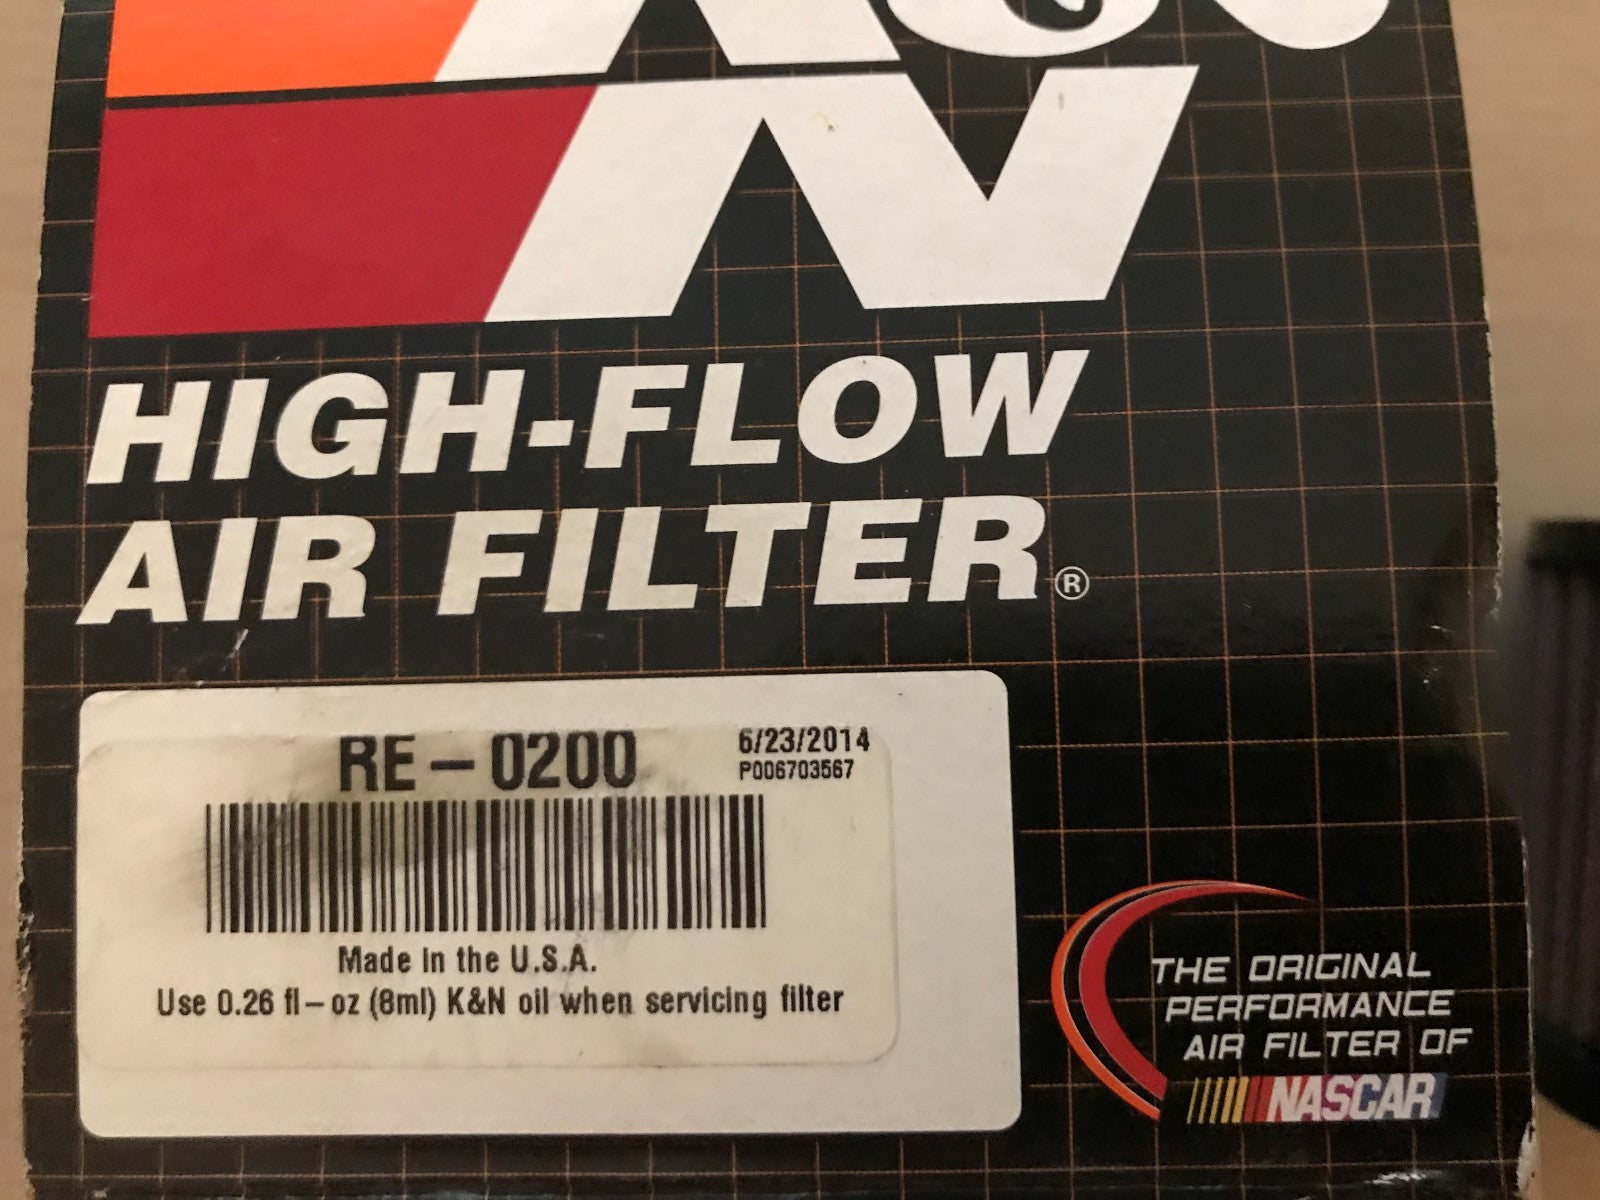 K&N
HIGH-FLOW
AIR FILTER®
RE-0200
6/23/2014
P006703567
Made In the U.S.A.
Use 0.26 fl-oz (8ml) K&N oil when servicing filter
THE ORIGINAL
PERFORMANCE
AIR FILTER OF
NASCAR